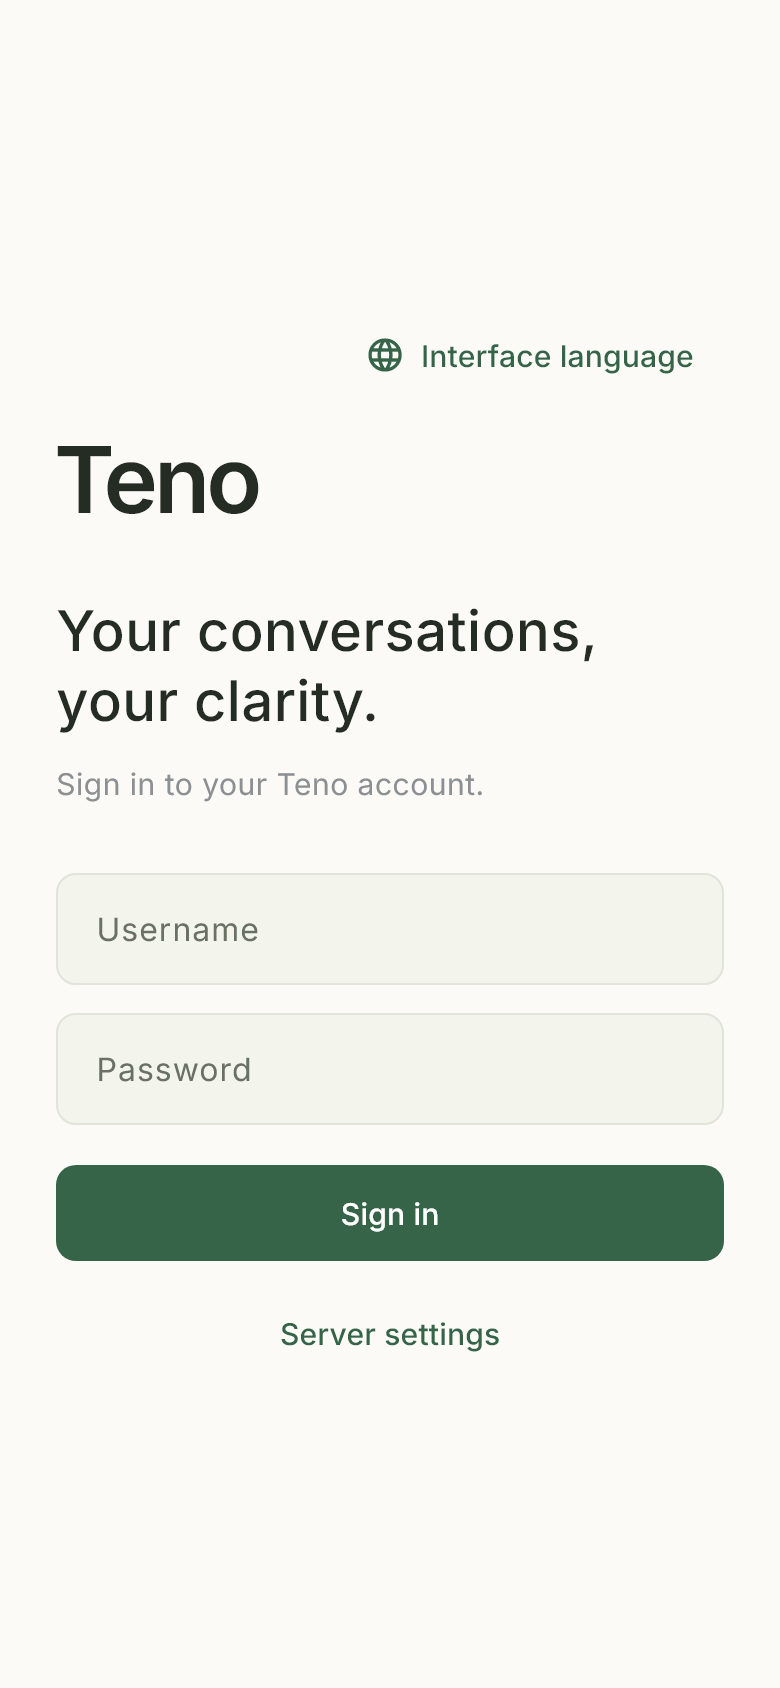 Interface language
Teno
Your conversations,
your clarity.
Sign in to your Teno account.
Username
Password
Sign in
Server settings